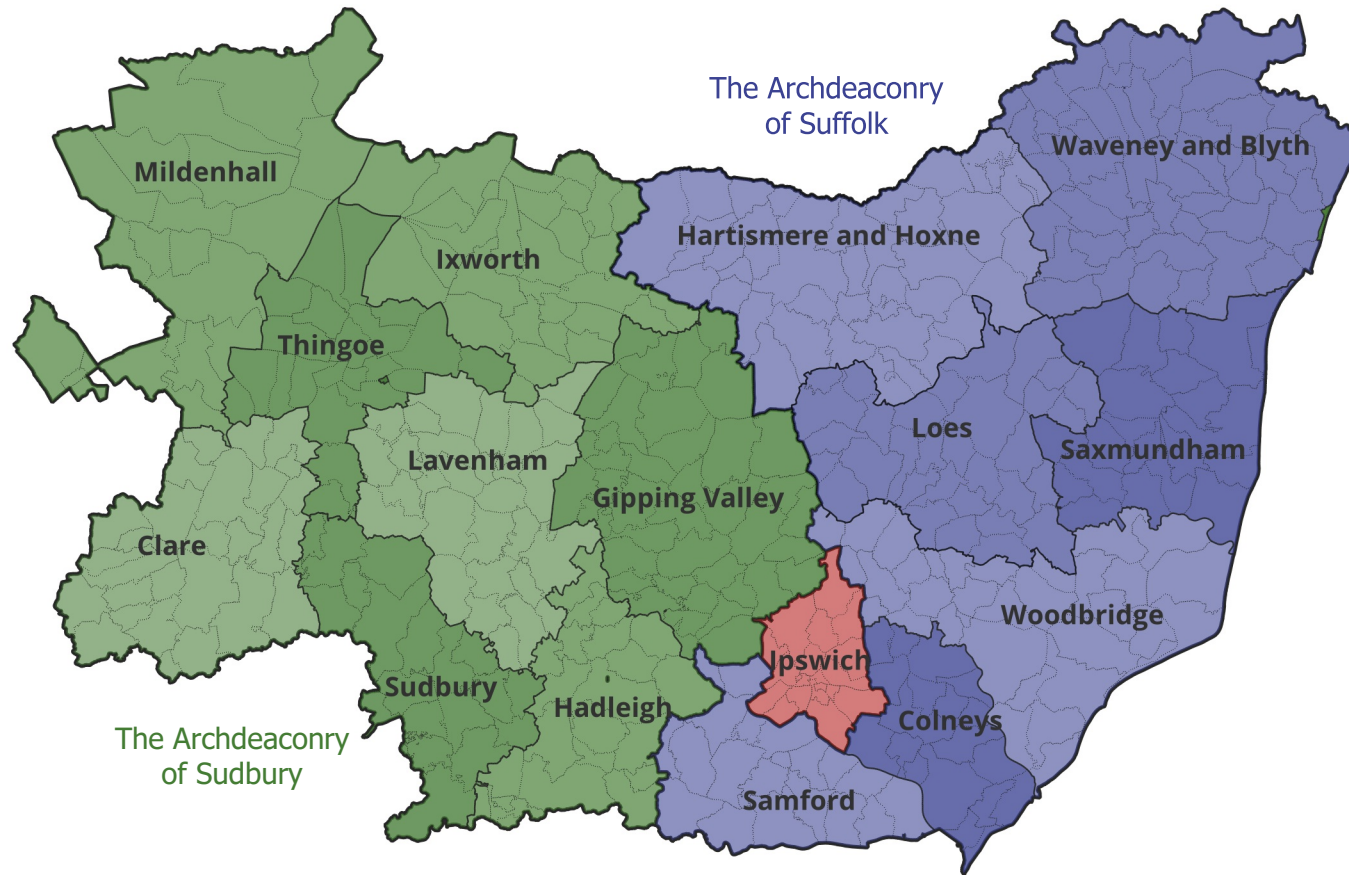 The Archdeaconry
of Suffolk
Waveney and Blyth
Mildenhall
Hartismere and Hoxne
Ixworth
Thingoe
Loes
Saxmundham
Lavenham
Gipping Valley
Clare
Woodbridge
Ipswich
Sudbury
Hadleigh
Colneys
The Archdeaconry
of Sudbury
Samford